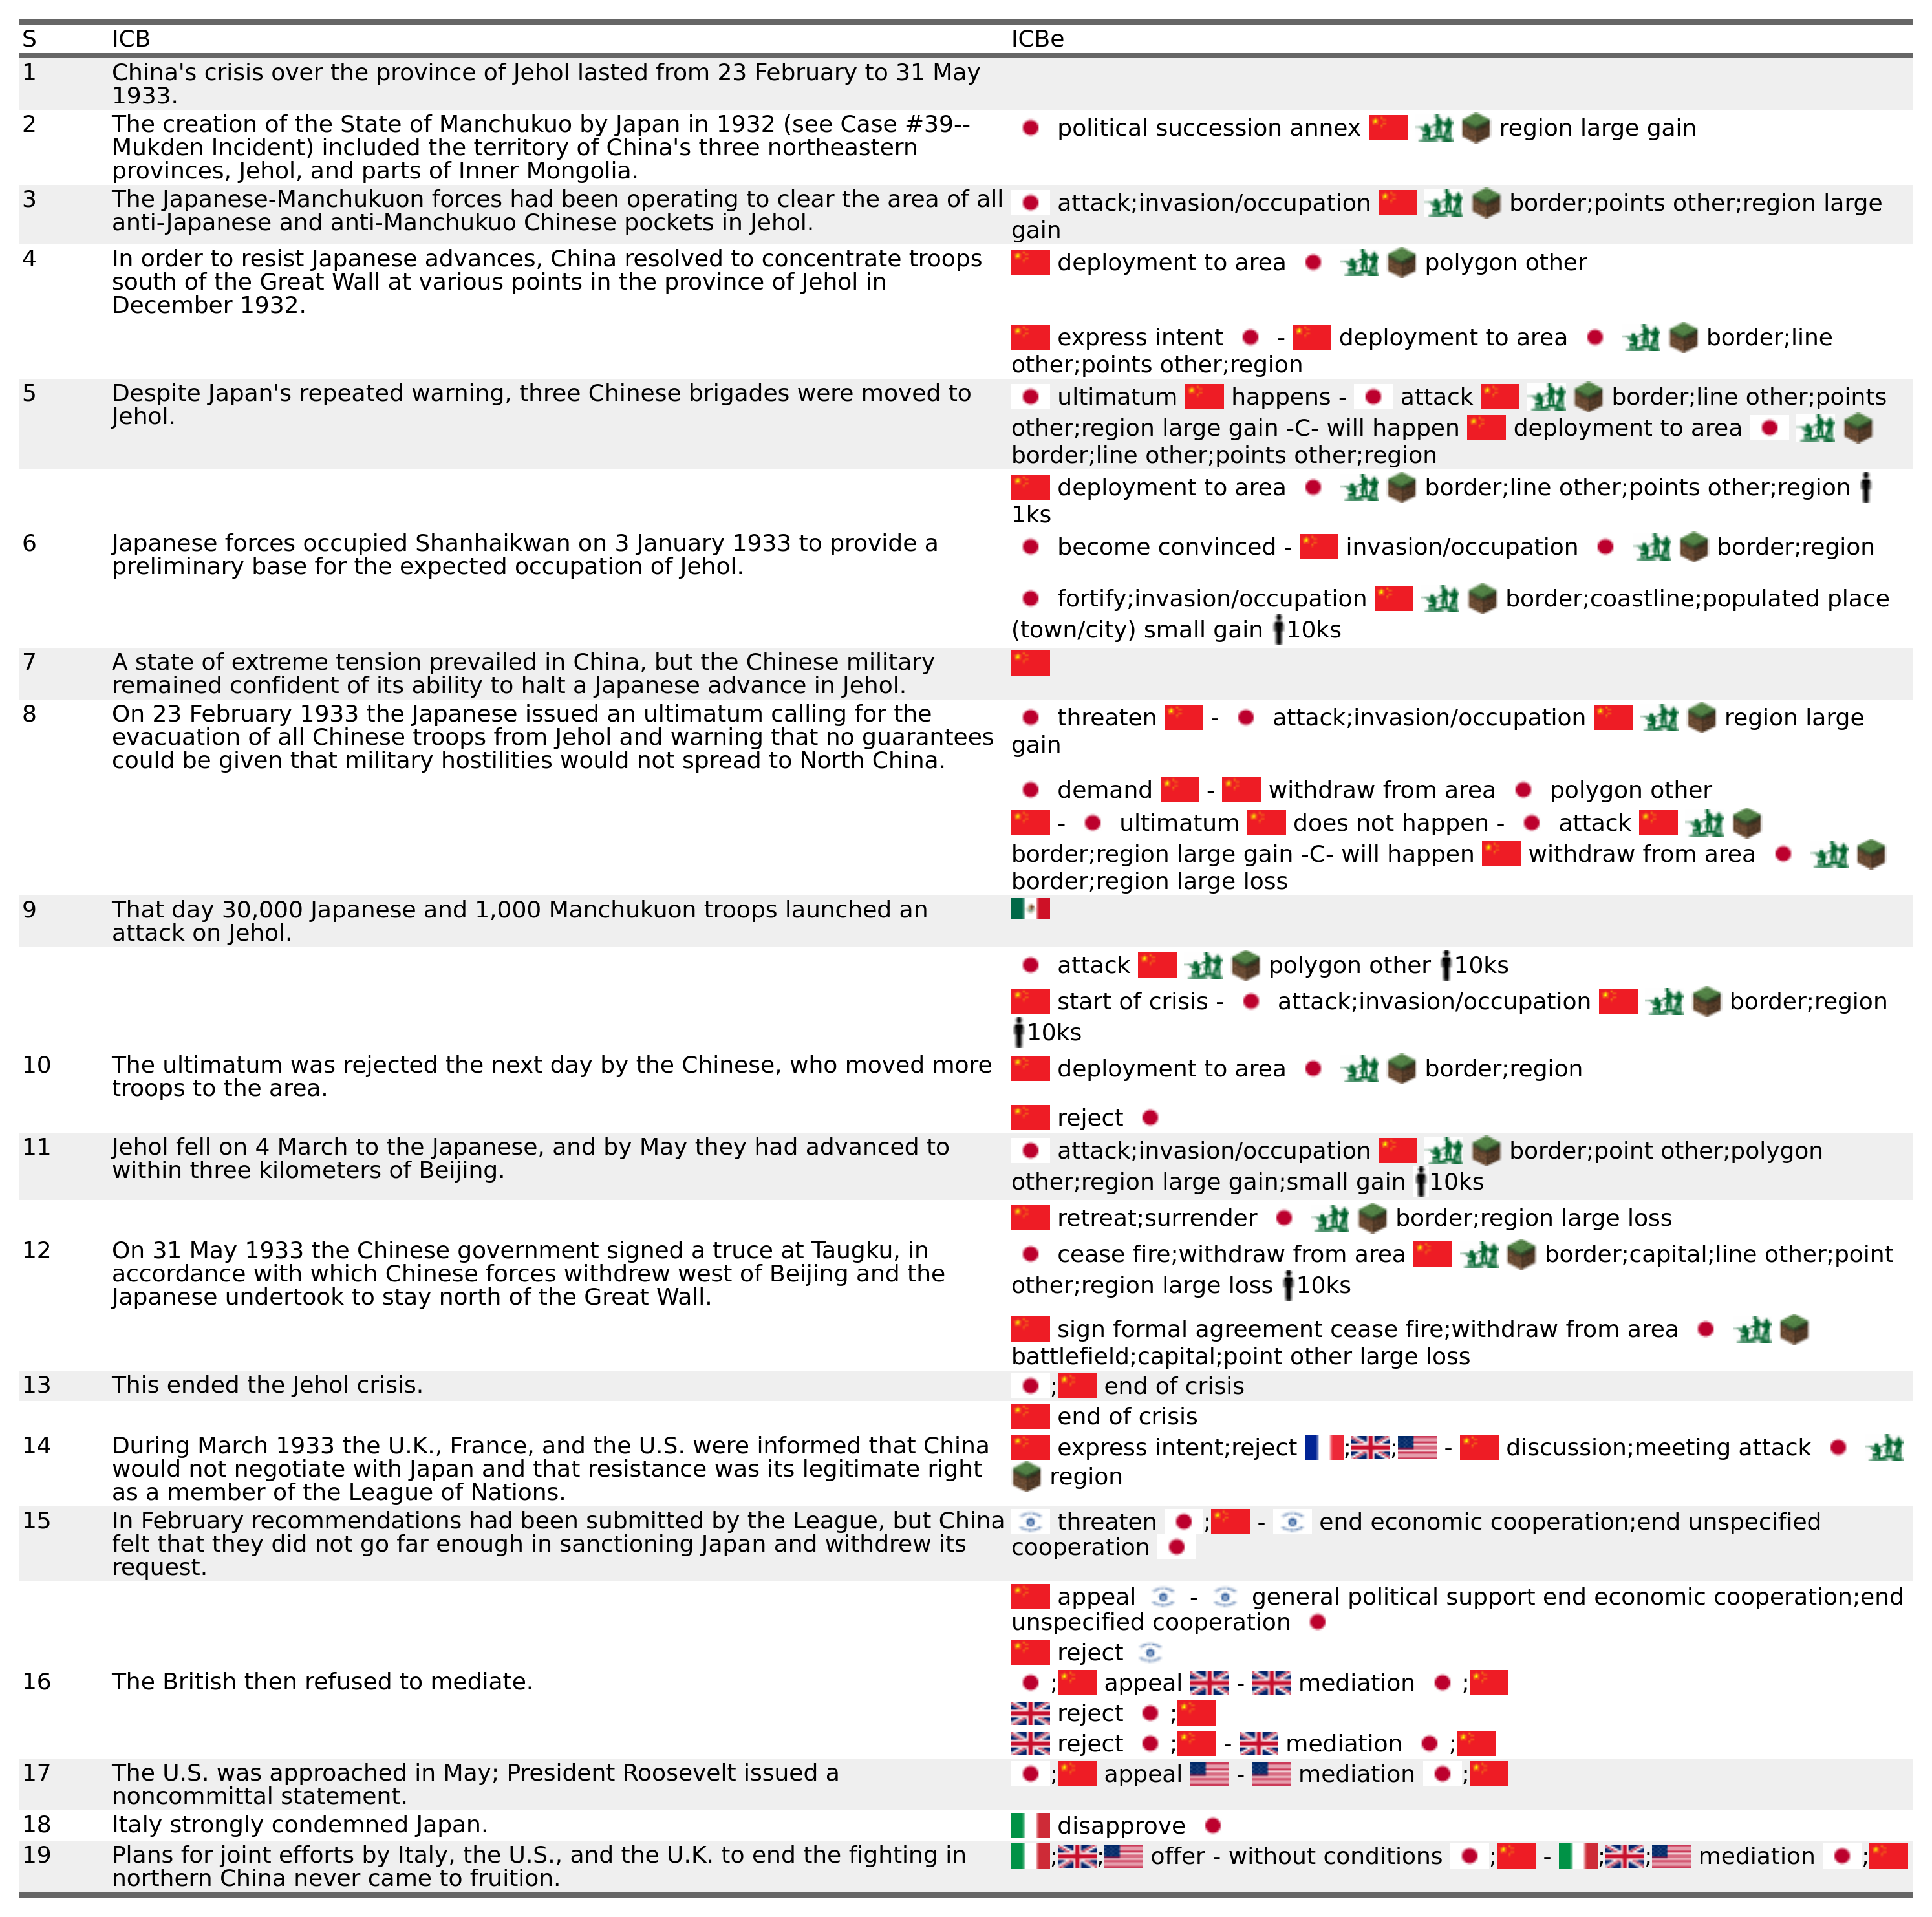 S ICB ICBe
1 China's crisis over the province of Jehol lasted from 23 February to 31 May
1933.
2 The creation of the State of Manchukuo by Japan in 1932 (see Case #39--
Mukden Incident) included the territory of China's three northeastern
provinces, Jehol, and parts of Inner Mongolia.
political succession annex region large gain
3 The Japanese-Manchukuon forces had been operating to clear the area of all
anti-Japanese and anti-Manchukuo Chinese pockets in Jehol.
attack;invasion/occupation border;points other;region large
gain
4 In order to resist Japanese advances, China resolved to concentrate troops
south of the Great Wall at various points in the province of Jehol in
December 1932.
deployment to area polygon other
express intent - deployment to area border;line
other;points other;region
5 Despite Japan's repeated warning, three Chinese brigades were moved to
Jehol.
ultimatum happens - attack border;line other;points
other;region large gain -C- will happen deployment to area
border;line other;points other;region
deployment to area border;line other;points other;region
1ks
6 Japanese forces occupied Shanhaikwan on 3 January 1933 to provide a
preliminary base for the expected occupation of Jehol.
become convinced - invasion/occupation border;region
fortify;invasion/occupation border;coastline;populated place
(town/city) small gain 10ks
7 A state of extreme tension prevailed in China, but the Chinese military
remained confident of its ability to halt a Japanese advance in Jehol.
8 On 23 February 1933 the Japanese issued an ultimatum calling for the
evacuation of all Chinese troops from Jehol and warning that no guarantees
could be given that military hostilities would not spread to North China.
threaten - attack;invasion/occupation region large
gain
demand - withdraw from area polygon other
- ultimatum does not happen - attack
border;region large gain -C- will happen withdraw from area
border;region large loss
9 That day 30,000 Japanese and 1,000 Manchukuon troops launched an
attack on Jehol.
attack polygon other 10ks
start of crisis - attack;invasion/occupation border;region
10ks
10 The ultimatum was rejected the next day by the Chinese, who moved more
troops to the area.
deployment to area border;region
reject
11 Jehol fell on 4 March to the Japanese, and by May they had advanced to
within three kilometers of Beijing.
attack;invasion/occupation border;point other;polygon
other;region large gain;small gain 10ks
retreat;surrender border;region large loss
12 On 31 May 1933 the Chinese government signed a truce at Taugku, in
accordance with which Chinese forces withdrew west of Beijing and the
Japanese undertook to stay north of the Great Wall.
cease fire;withdraw from area border;capital;line other;point
other;region large loss 10ks
sign formal agreement cease fire;withdraw from area
battlefield;capital;point other large loss
13 This ended the Jehol crisis.
; end of crisis
end of crisis
14 During March 1933 the U.K., France, and the U.S. were informed that China
would not negotiate with Japan and that resistance was its legitimate right
as a member of the League of Nations.
express intent;reject ; ; - discussion;meeting attack
region
15 In February recommendations had been submitted by the League, but China
felt that they did not go far enough in sanctioning Japan and withdrew its
request.
threaten ; - end economic cooperation;end unspecified
cooperation
appeal - general political support end economic cooperation;end
unspecified cooperation
reject
16 The British then refused to mediate.
; appeal - mediation ;
reject ;
reject ; - mediation ;
17 The U.S. was approached in May; President Roosevelt issued a
noncommittal statement.
; appeal - mediation ;
18 Italy strongly condemned Japan.
disapprove
19 Plans for joint efforts by Italy, the U.S., and the U.K. to end the fighting in
northern China never came to fruition.
; ; offer - without conditions ; - ; ; mediation ;